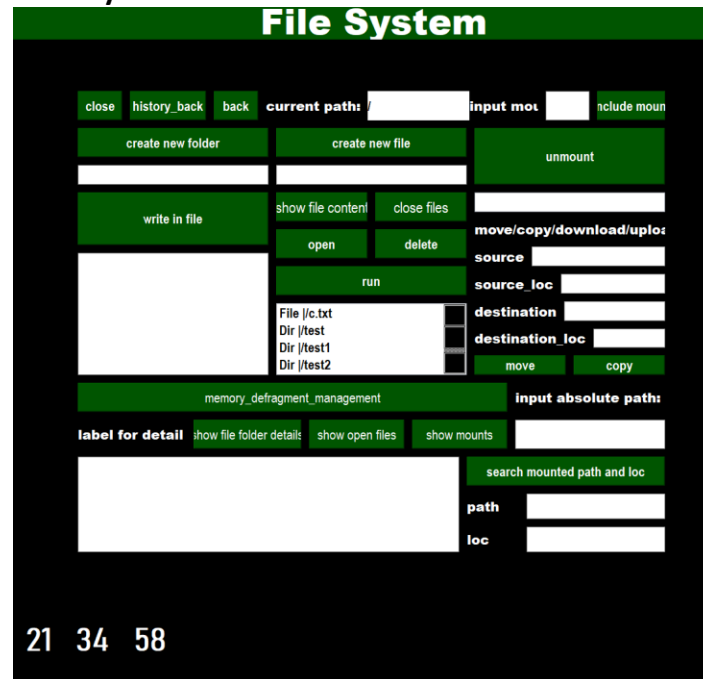 File System
close history_back back current path: / input mou nclude moun
create new folder create new file unmount
write in file show file content close files
open delete
move/copy/download/uploa
source
run source_loc
File |/c.txt
Dir |/test
Dir |/test1
Dir |/test2
destination
destination_loc
move copy
memory_defragment_management input absolute path:
label for detail show file folder details show open files show mounts
search mounted path and loc
path
loc
21 34 58